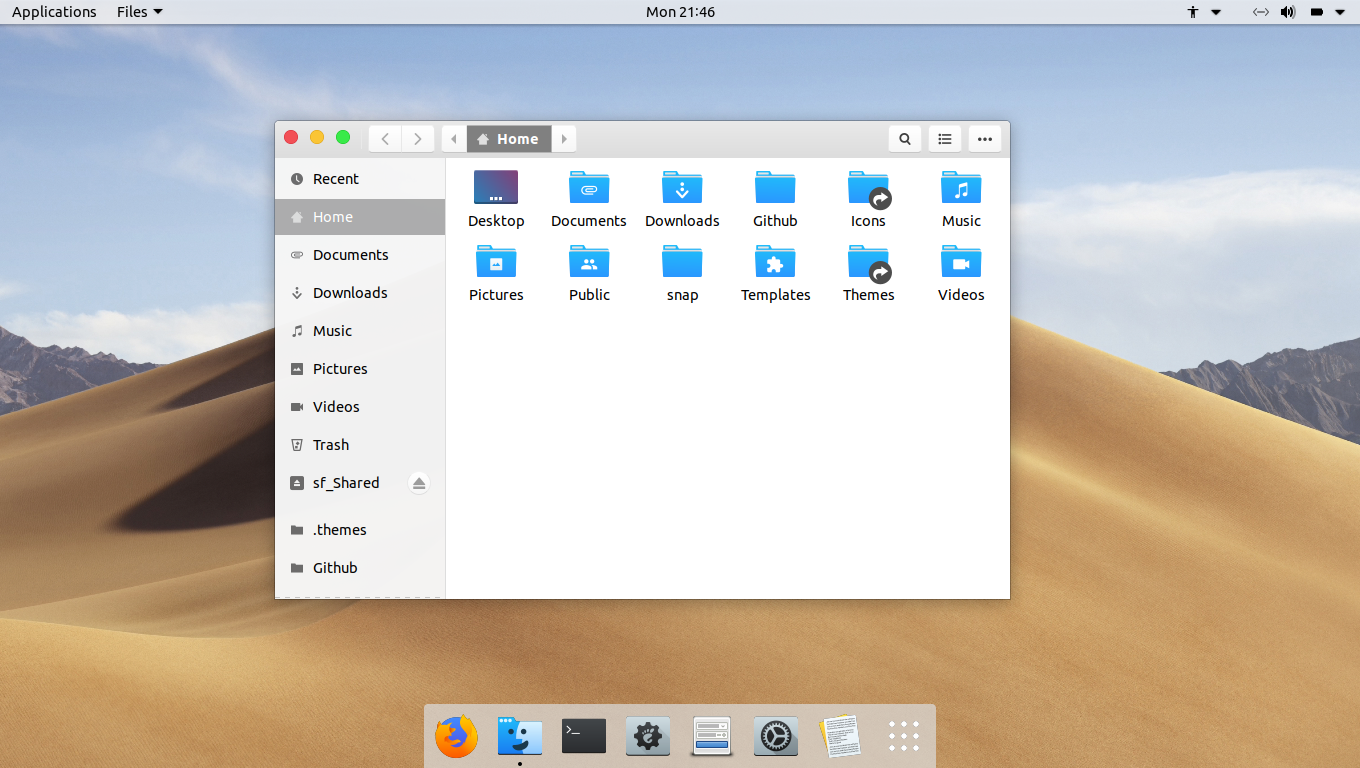 Applications Files Mon 21:46
Home
Recent
Home
Documents
Downloads
Music
Pictures
Videos
Trash
sf_Shared
.themes
Github
Desktop Documents Downloads Github Icons Music
Pictures Public snap Templates Themes Videos
>_